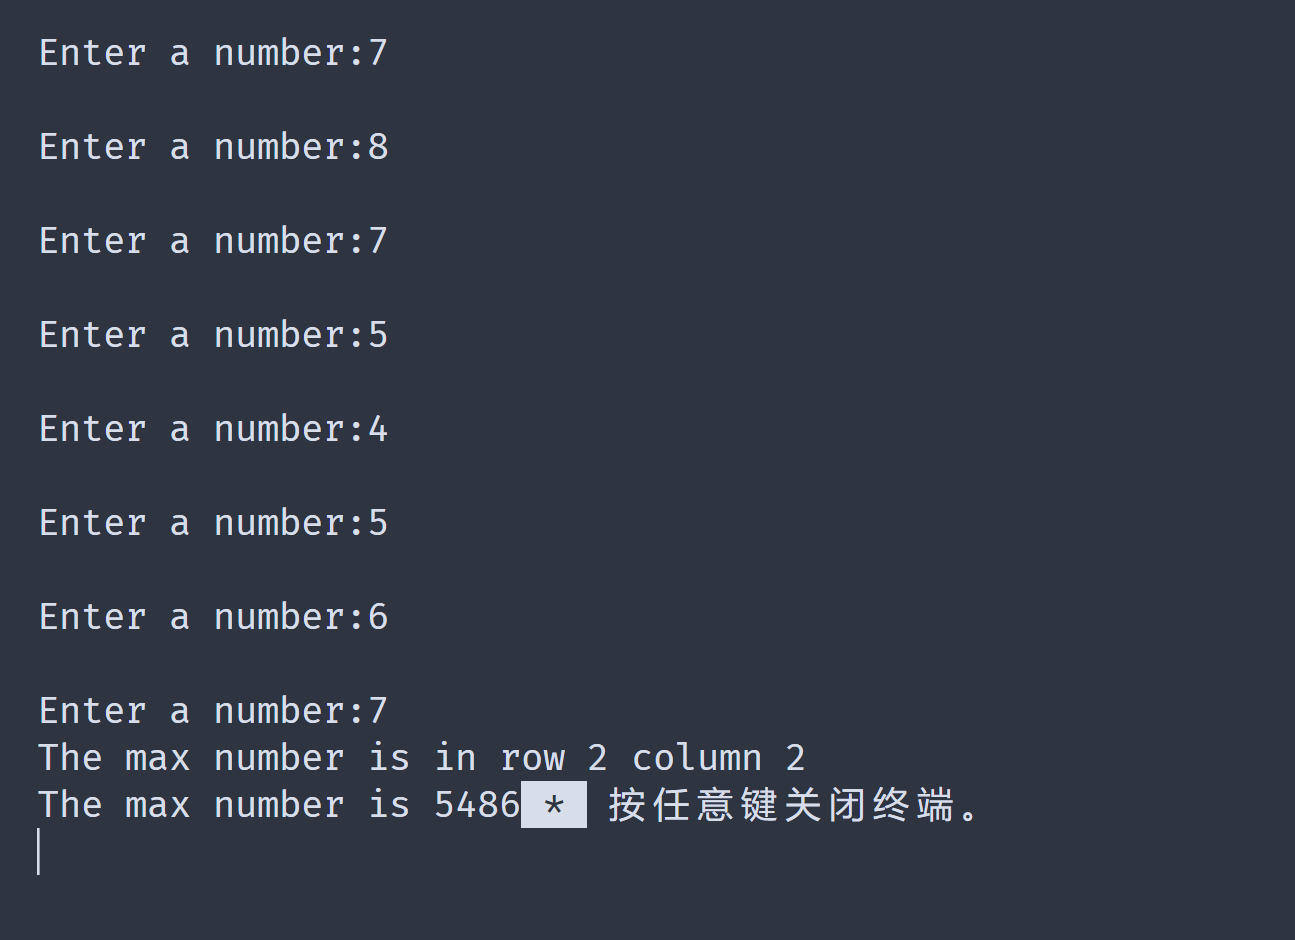 Enter a number:7
Enter a number:8
Enter a number:7
Enter a number:5
Enter a number:4
Enter a number:5
Enter a number:6
Enter a number:7
The max number is in row 2 column 2
The max number is 5486 * 按任意键关闭终端。